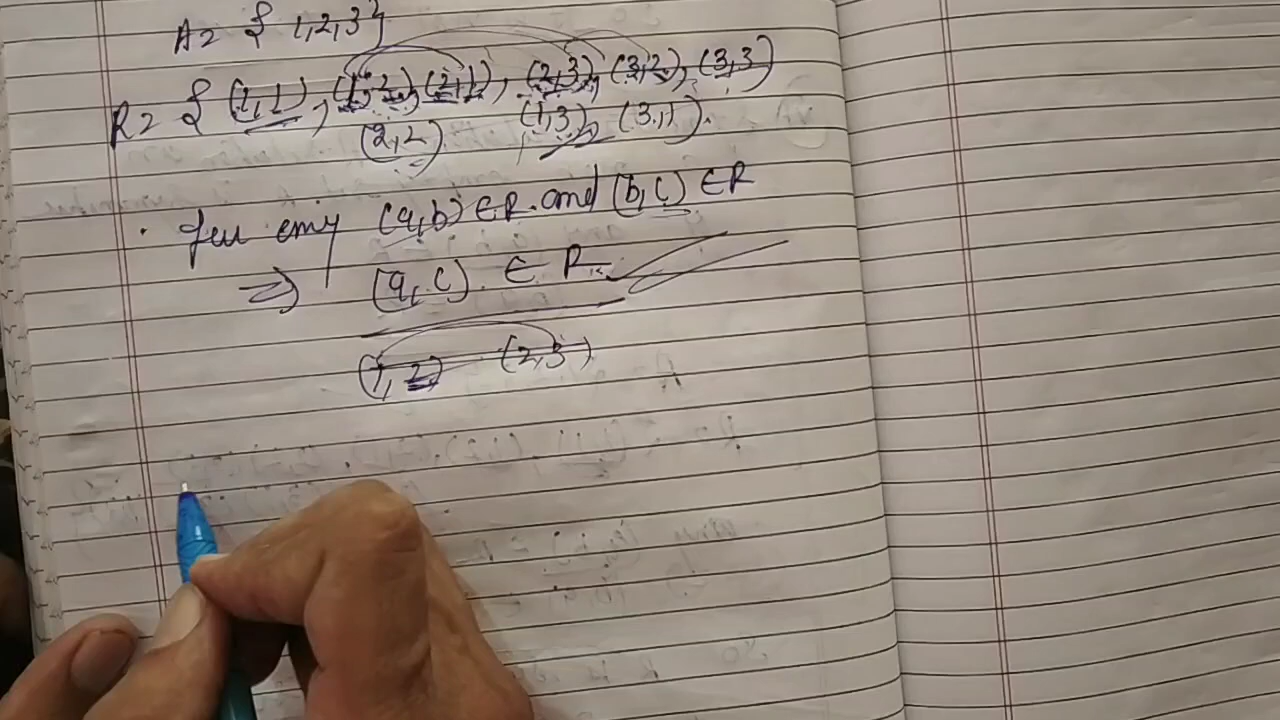 A = { 1,2,3}
R = { (1,1), (1,2), (2,1), (2,3), (3,2), (3,3)
(2,2) (1,3), (3,1).
for any (a,b) ∈ R. and (b,c) ∈ R
⇒ (a,c). ∈ R
(1,2) (2,3)